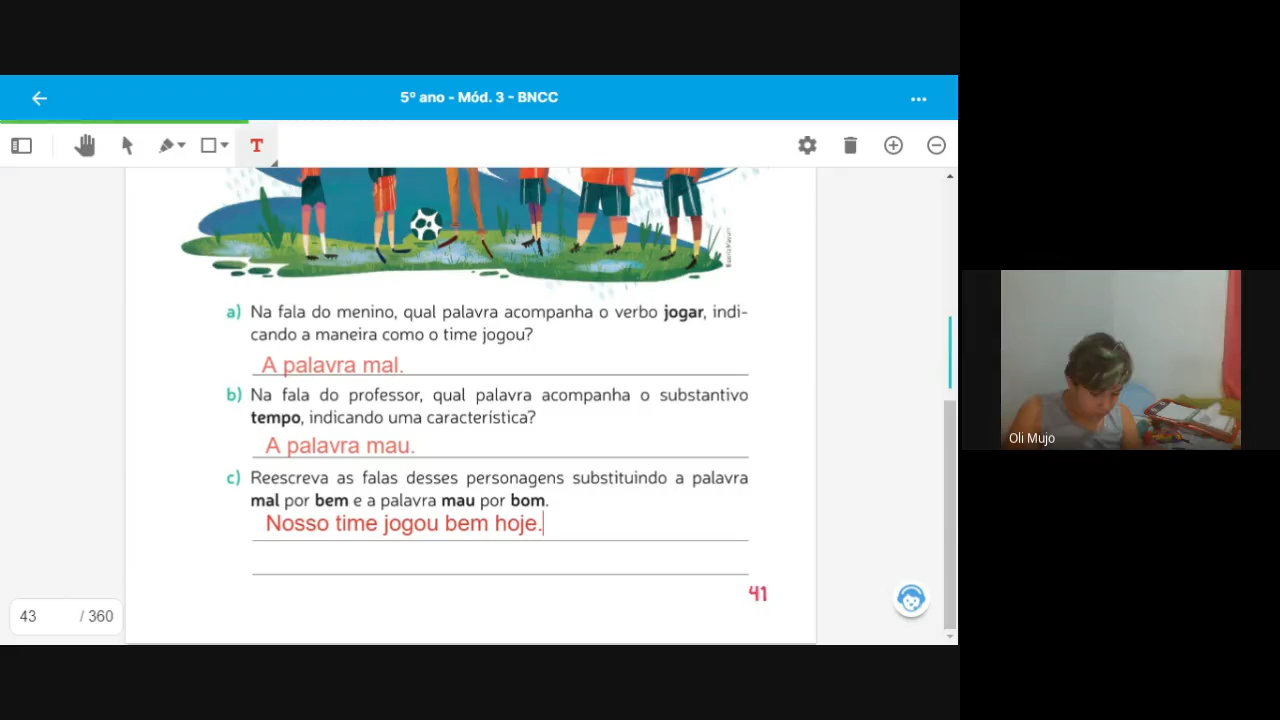 5º ano - Mód. 3 - BNCC
T
a) Na fala do menino, qual palavra acompanha o verbo jogar, indi-
cando a maneira como o time jogou?
A palavra mal.
b) Na fala do professor, qual palavra acompanha o substantivo
tempo, indicando uma característica?
A palavra mau.
c) Reescreva as falas desses personagens substituindo a palavra
mal por bem e a palavra mau por bom.
Nosso time jogou bem hoje.
41
43 / 360
Oli Mujo